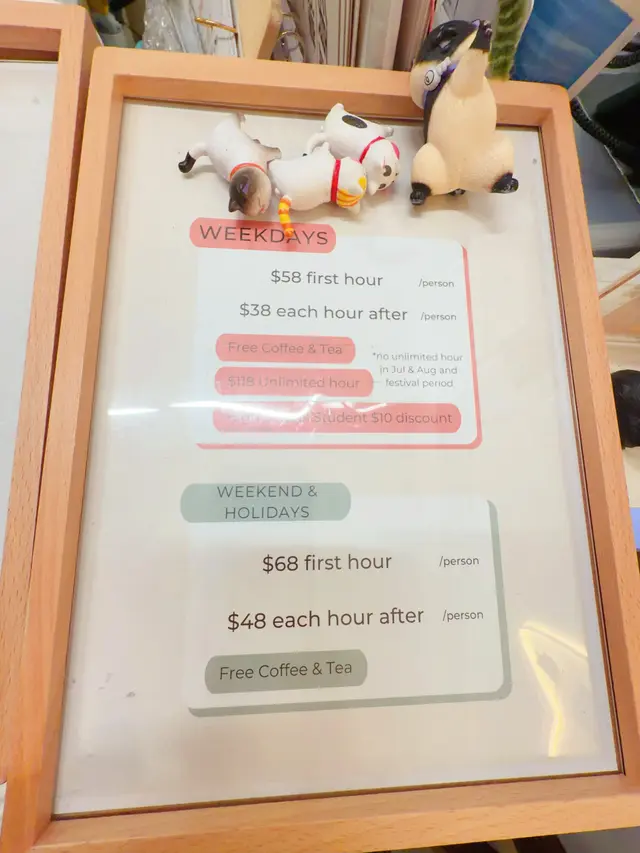 WEEKDAYS
$58 first hour /person
$38 each hour after /person
Free Coffee & Tea
*no unlimited hour
in Jul & Aug and
festival period
$118 Unlimited hour
Student $10 discount
WEEKEND &
HOLIDAYS
$68 first hour /person
$48 each hour after /person
Free Coffee & Tea